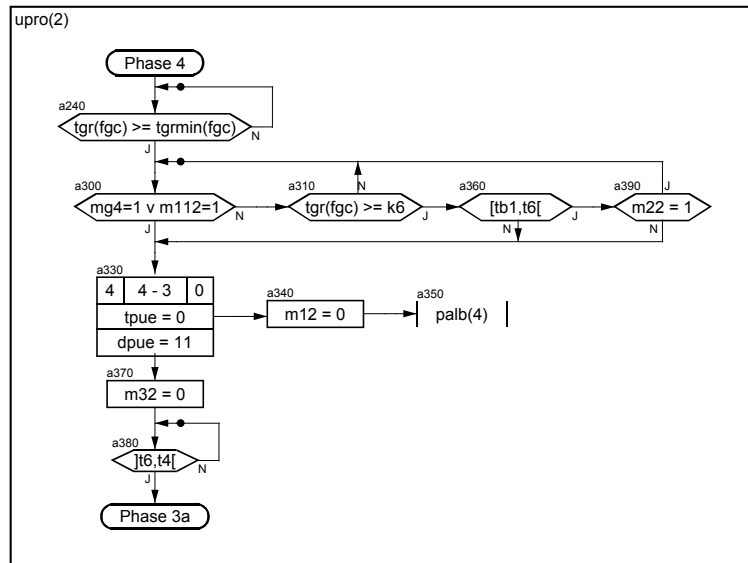 upro(2)
Phase 4
a240
tgr(fgc) >= tgrmin(fgc)
N
J
a300
mg4=1 v m112=1
N
J
a310
tgr(fgc) >= k6
N
J
a360
[tb1,t6[
J
N
a390
J
m22 = 1
N
a330
4 4 - 3 0
tpue = 0
dpue = 11
a340
m12 = 0
a350
palb(4)
a370
m32 = 0
a380
]t6,t4[
N
J
Phase 3a